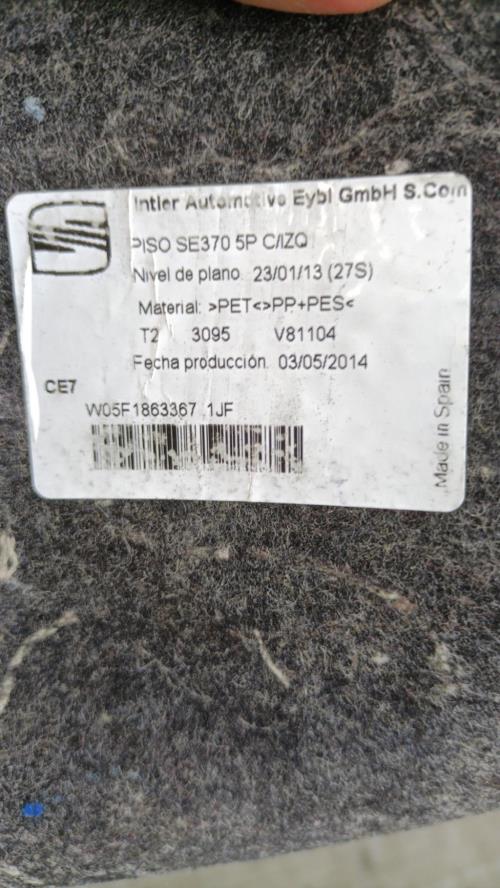 Intier Automotive Eybl GmbH S.Com
PISO SE370 5P C/IZQ
Nivel de plano 23/01/13 (27S)
Material: >PET<>PP+PES<
T2 3095 V81104
Fecha producción 03/05/2014
CE7
W05F1863367 1JF
Made in Spain